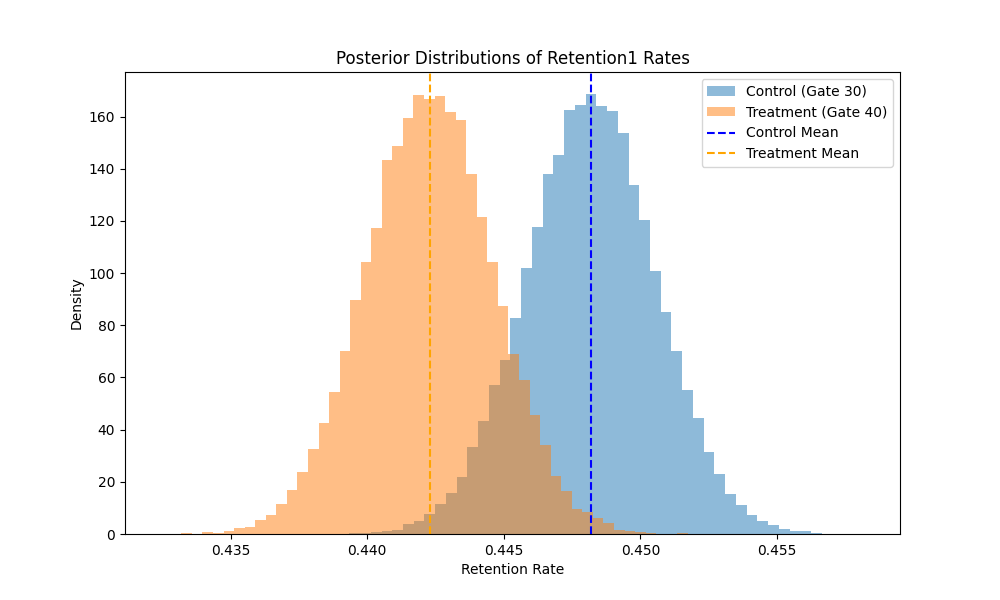 Posterior Distributions of Retention1 Rates
Control (Gate 30)
Treatment (Gate 40)
Control Mean
Treatment Mean
Density
160
140
120
100
80
60
40
20
0
0.435 0.440 0.445 0.450 0.455
Retention Rate